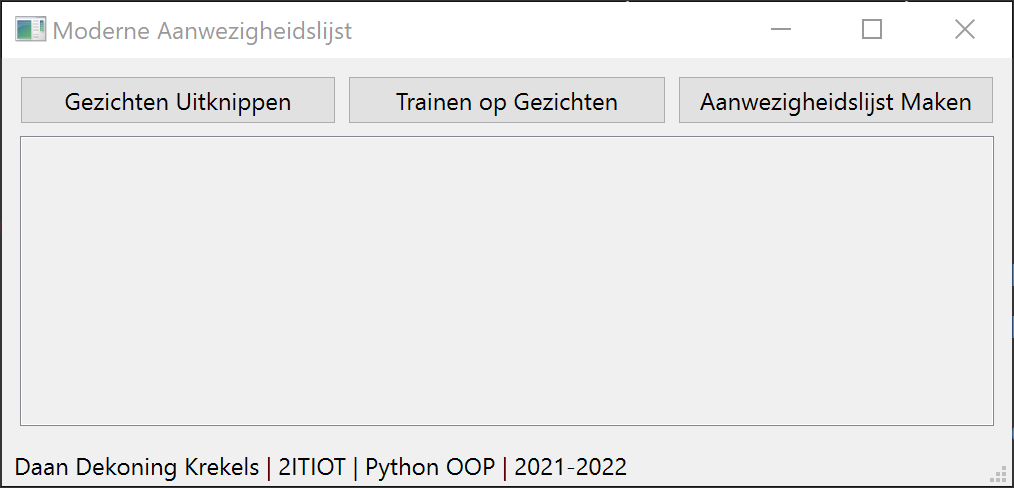 Moderne Aanwezigheidslijst
Gezichten Uitknippen
Trainen op Gezichten
Aanwezigheidslijst Maken
Daan Dekoning Krekels | 2ITIOT | Python OOP | 2021-2022